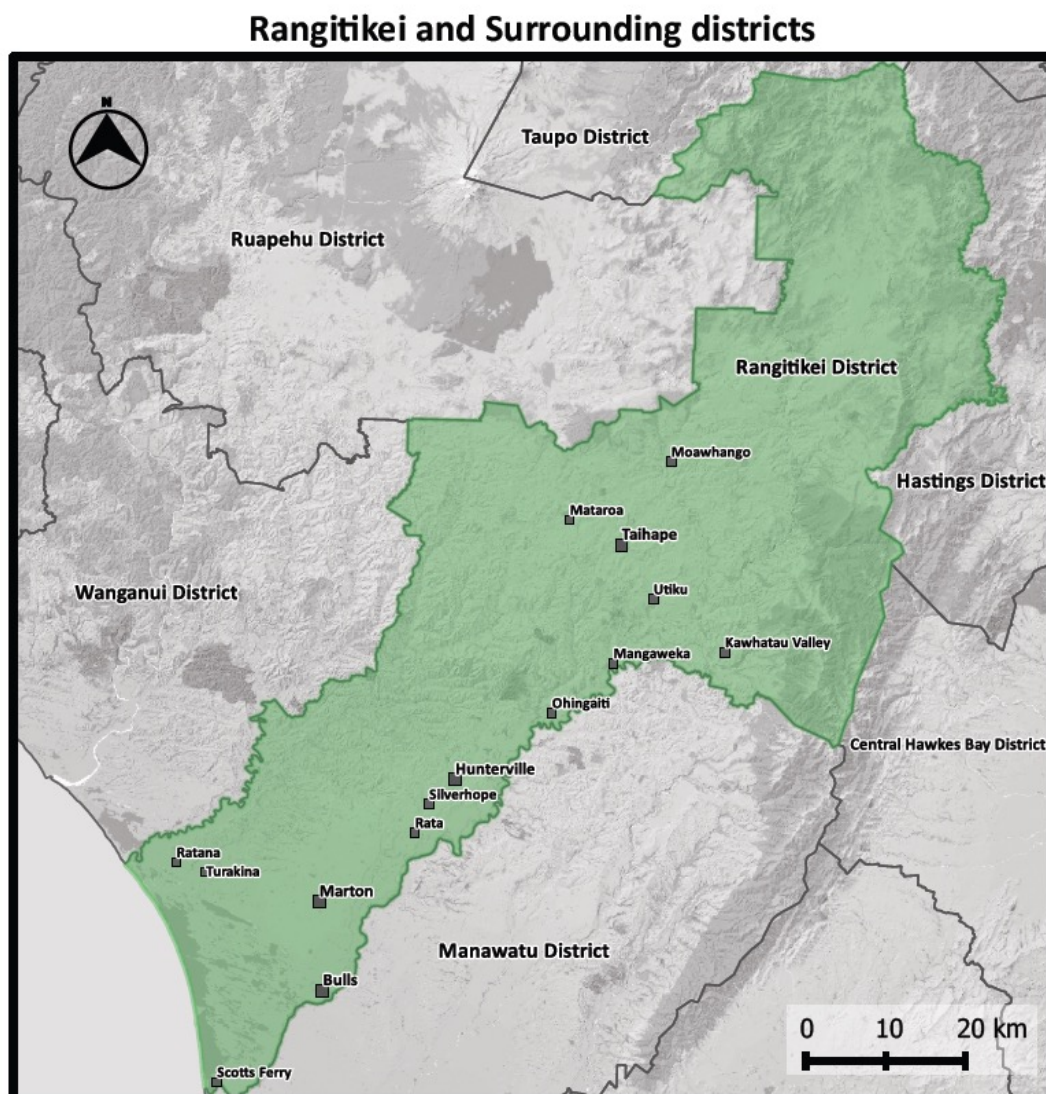 Rangitikei and Surrounding districts
N
Taupo District
Ruapehu District
Rangitikei District
Moawhango
Hastings District
Mataroa
Taihape
Wanganui District
Utiku
Kawhatau Valley
Mangaweka
Ohingaiti
Central Hawkes Bay District
Hunterville
Silverhope
Rata
Ratana
Turakina
Marton
Manawatu District
Bulls
0 10 20 km
Scotts Ferry